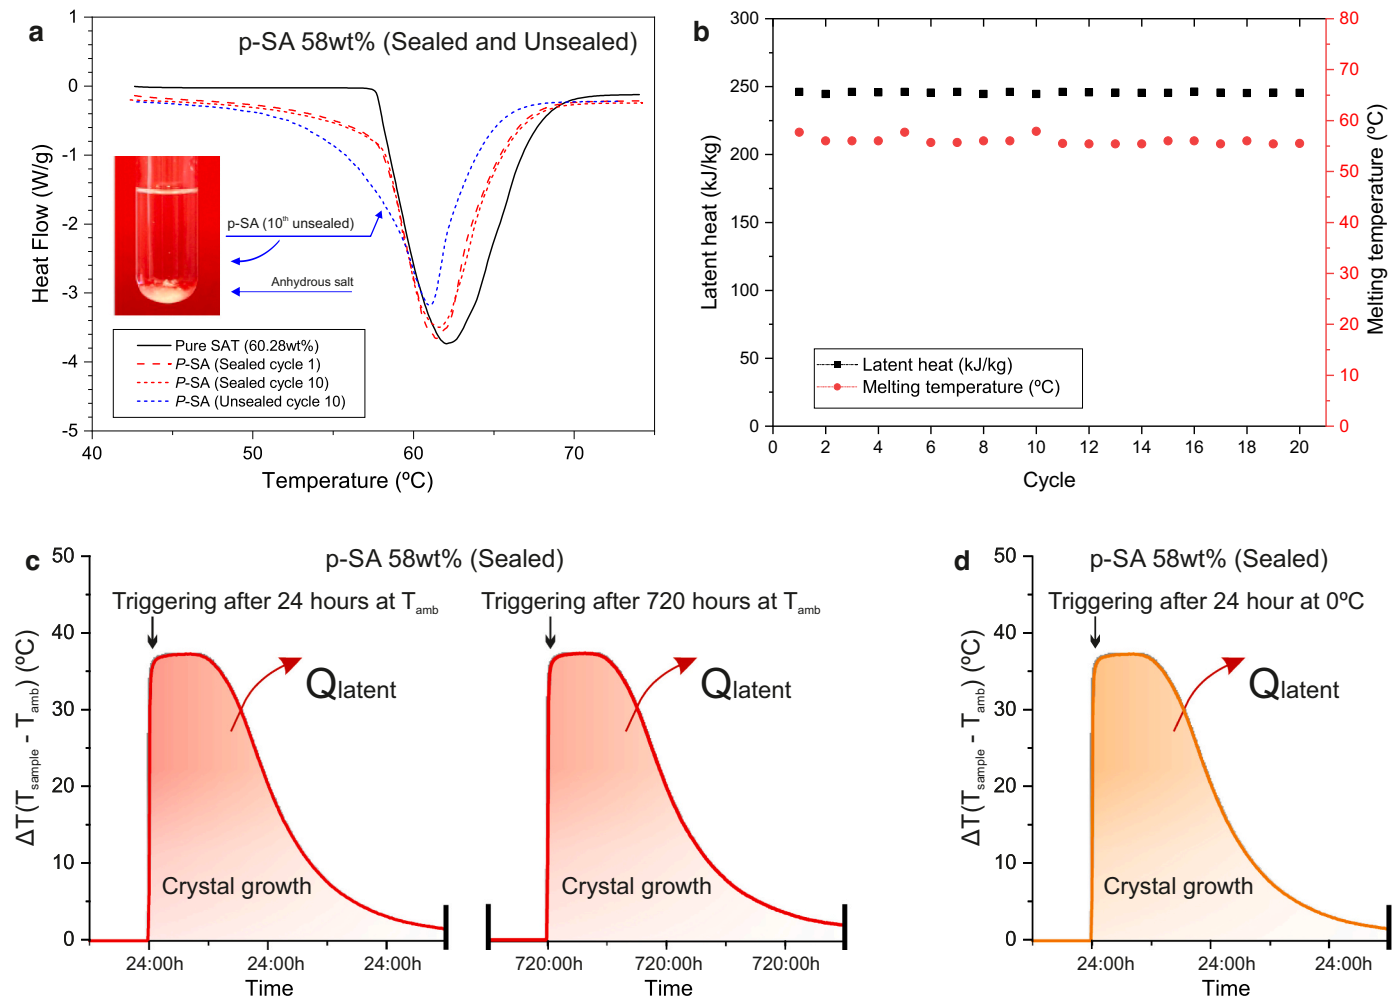 a
p-SA 58wt% (Sealed and Unsealed)
1
0
-1
-2
-3
-4
-5
Heat Flow (W/g)
p-SA (10th unsealed)
Anhydrous salt
Pure SAT (60.28wt%)
P-SA (Sealed cycle 1)
P-SA (Sealed cycle 10)
P-SA (Unsealed cycle 10)
40 50 60 70
Temperature (ºC)
b
300
250
200
150
100
50
0
Latent heat (kJ/kg)
80
70
60
50
40
30
20
10
0
Melting temperature (ºC)
Latent heat (kJ/kg)
Melting temperature (ºC)
0 2 4 6 8 10 12 14 16 18 20
Cycle
c
p-SA 58wt% (Sealed)
50
40
30
20
10
0
ΔT(Tsample - Tamb) (ºC)
Triggering after 24 hours at Tamb
Qlatent
Crystal growth
24:00h 24:00h 24:00h
Time
Triggering after 720 hours at Tamb
Qlatent
Crystal growth
720:00h 720:00h 720:00h
Time
d
p-SA 58wt% (Sealed)
50
40
30
20
10
0
ΔT(Tsample - Tamb) (ºC)
Triggering after 24 hour at 0ºC
Qlatent
Crystal growth
24:00h 24:00h 24:00h
Time